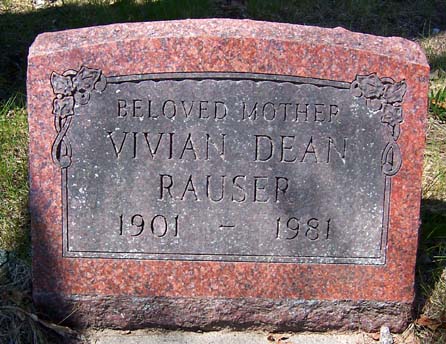 BELOVED MOTHER
VIVIAN DEAN
RAUSER
1901 - 1981